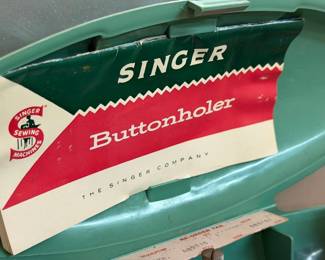 SINGER
SINGER
SEWING
MACHINES
Buttonholer
THE SINGER COMPANY